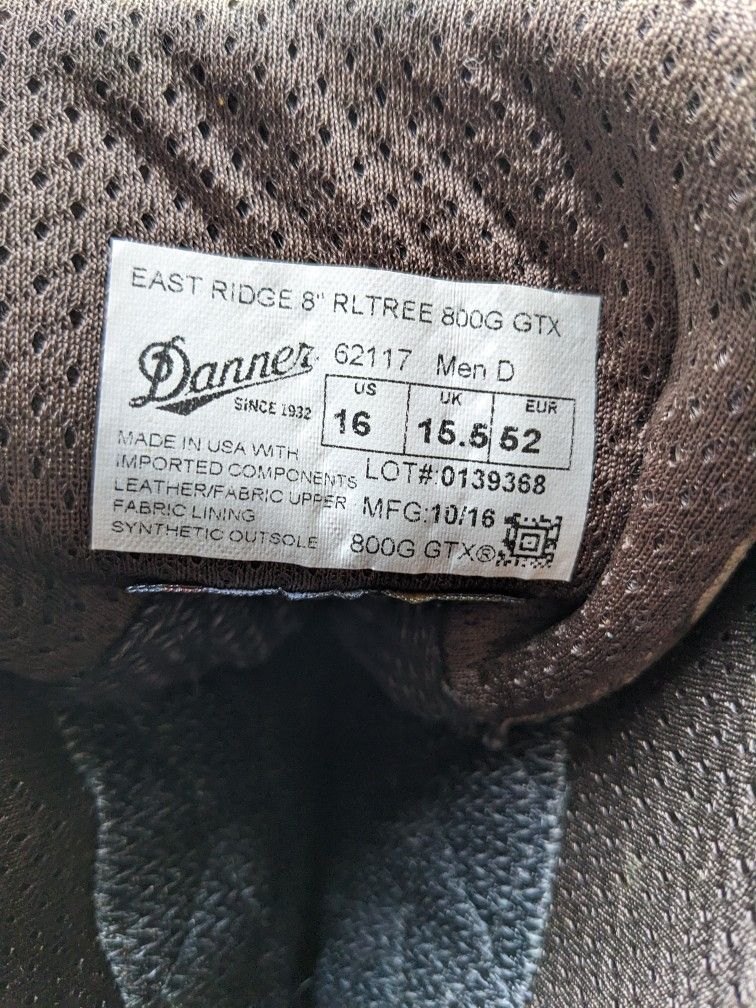 EAST RIDGE 8" RLTREE 800G GTX
Danner
SINCE 1932
62117 Men D
US UK EUR
16 15.5 52
MADE IN USA WITH
IMPORTED COMPONENTS
LEATHER/FABRIC UPPER
FABRIC LINING
SYNTHETIC OUTSOLE
LOT#:0139368
MFG:10/16
800G GTX®